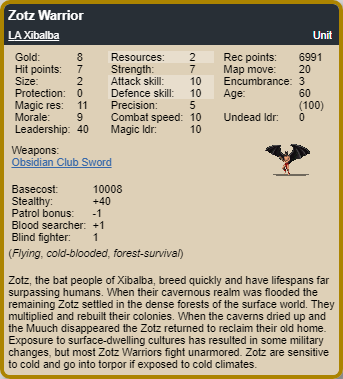 Zotz Warrior
LA Xibalba Unit
Gold: 8 Resources: 2 Rec points: 6991
Hit points: 7 Strength: 7 Map move: 20
Size: 2 Attack skill: 10 Encumbrance: 3
Protection: 0 Defence skill: 10 Age: 60
Magic res: 11 Precision: 5 (100)
Morale: 9 Combat speed: 10 Undead ldr: 0
Leadership: 40 Magic ldr: 10
Weapons:
Obsidian Club Sword
Basecost: 10008
Stealthy: +40
Patrol bonus: -1
Blood searcher: +1
Blind fighter: 1
(Flying, cold-blooded, forest-survival)
Zotz, the bat people of Xibalba, breed quickly and have lifespans far
surpassing humans. When their cavernous realm was flooded the
remaining Zotz settled in the dense forests of the surface world. They
multiplied and rebuilt their colonies. When the caverns dried up and
the Muuch disappeared the Zotz returned to reclaim their old home.
Exposure to surface-dwelling cultures has resulted in some military
changes, but most Zotz Warriors fight unarmored. Zotz are sensitive
to cold and go into torpor if exposed to cold climates.